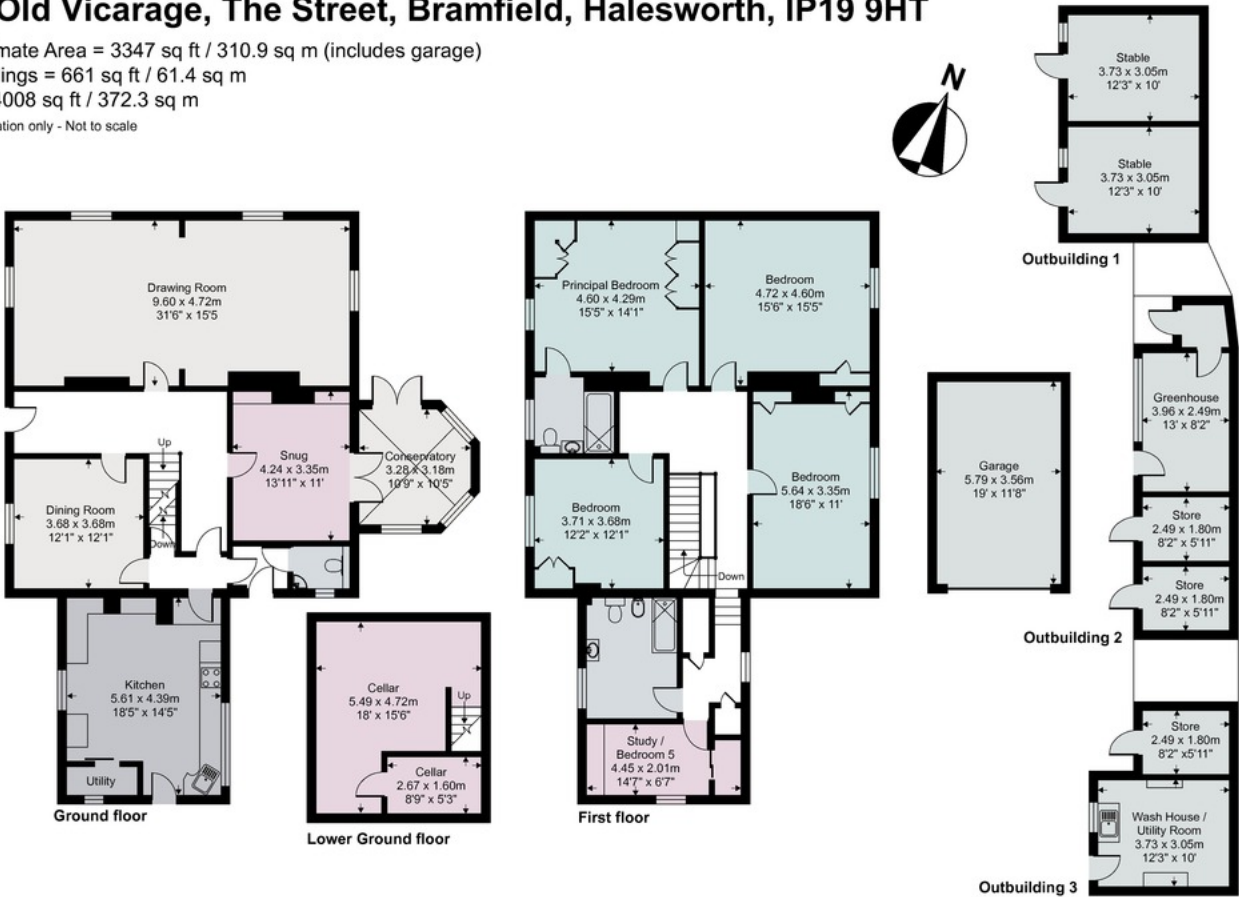 Old Vicarage, The Street, Bramfield, Halesworth, IP19 9HT
mate Area = 3347 sq ft / 310.9 sq m (includes garage)
ings = 661 sq ft / 61.4 sq m
4008 sq ft / 372.3 sq m
ation only - Not to scale
N
Stable
3.73 x 3.05m
12'3" x 10'
Stable
3.73 x 3.05m
12'3" x 10'
Outbuilding 1
Drawing Room
9.60 x 4.72m
31'6" x 15'5
Up
Snug
4.24 x 3.35m
13'11" x 11'
Conservatory
3.28 x 3.18m
10'9" x 10'5"
Dining Room
3.68 x 3.68m
12'1" x 12'1"
Down
Kitchen
5.61 x 4.39m
18'5" x 14'5"
Utility
Ground floor
Cellar
5.49 x 4.72m
18' x 15'6"
Up
Cellar
2.67 x 1.60m
8'9" x 5'3"
Lower Ground floor
Principal Bedroom
4.60 x 4.29m
15'5" x 14'1"
Bedroom
4.72 x 4.60m
15'6" x 15'5"
Bedroom
3.71 x 3.68m
12'2" x 12'1"
Bedroom
5.64 x 3.35m
18'6" x 11'
Down
Study /
Bedroom 5
4.45 x 2.01m
14'7" x 6'7"
First floor
Garage
5.79 x 3.56m
19' x 11'8"
Greenhouse
3.96 x 2.49m
13' x 8'2"
Store
2.49 x 1.80m
8'2" x 5'11"
Store
2.49 x 1.80m
8'2" x 5'11"
Outbuilding 2
Store
2.49 x 1.80m
8'2" x5'11"
Wash House /
Utility Room
3.73 x 3.05m
12'3" x 10'
Outbuilding 3